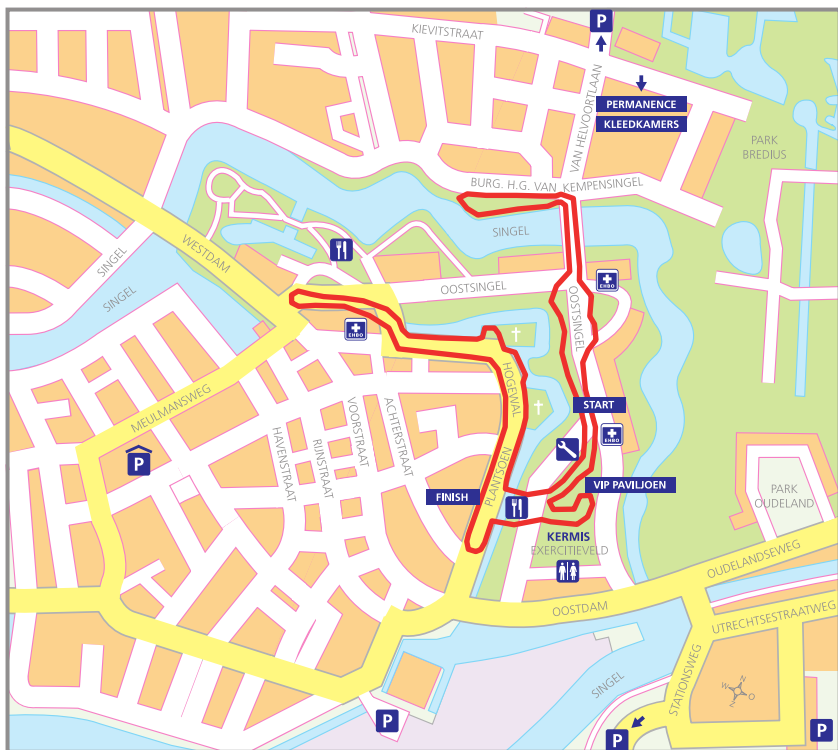 P
KIEVITSTRAAT
VAN HELVOORTLAAN
PERMANENCE
KLEEDKAMERS
PARK
BREDIUS
BURG. H.G. VAN KEMPENSINGEL
SINGEL
WESTDAM
SINGEL
SINGEL
OOSTSINGEL
EHBO
OOSTSINGEL
EHBO
HOGEWAL
MEULMANSWEG
START
VOORSTRAAT
ACHTERSTRAAT
RIJNSTRAAT
HAVENSTRAAT
EHBO
P
PLANTSOEN
FINISH
VIP PAVILJOEN
PARK
OUDELAND
KERMIS
EXERCITIEVELD
OUDELANDSEWEG
OOSTDAM
UTRECHTSESTRAATWEG
SINGEL
STATIONSWEG
N
W
Z
O
P
P
P